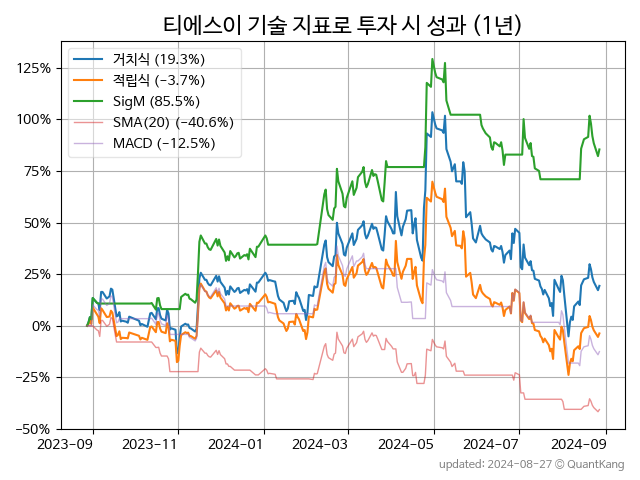 티에스이 기술 지표로 투자 시 성과 (1년)
거치식 (19.3%)
적립식 (−3.7%)
SigM (85.5%)
SMA(20) (−40.6%)
MACD (−12.5%)
125%
100%
75%
50%
25%
0%
−25%
−50%
2023-09 2023-11 2024-01 2024-03 2024-05 2024-07 2024-09
updated: 2024-08-27 © QuantKang